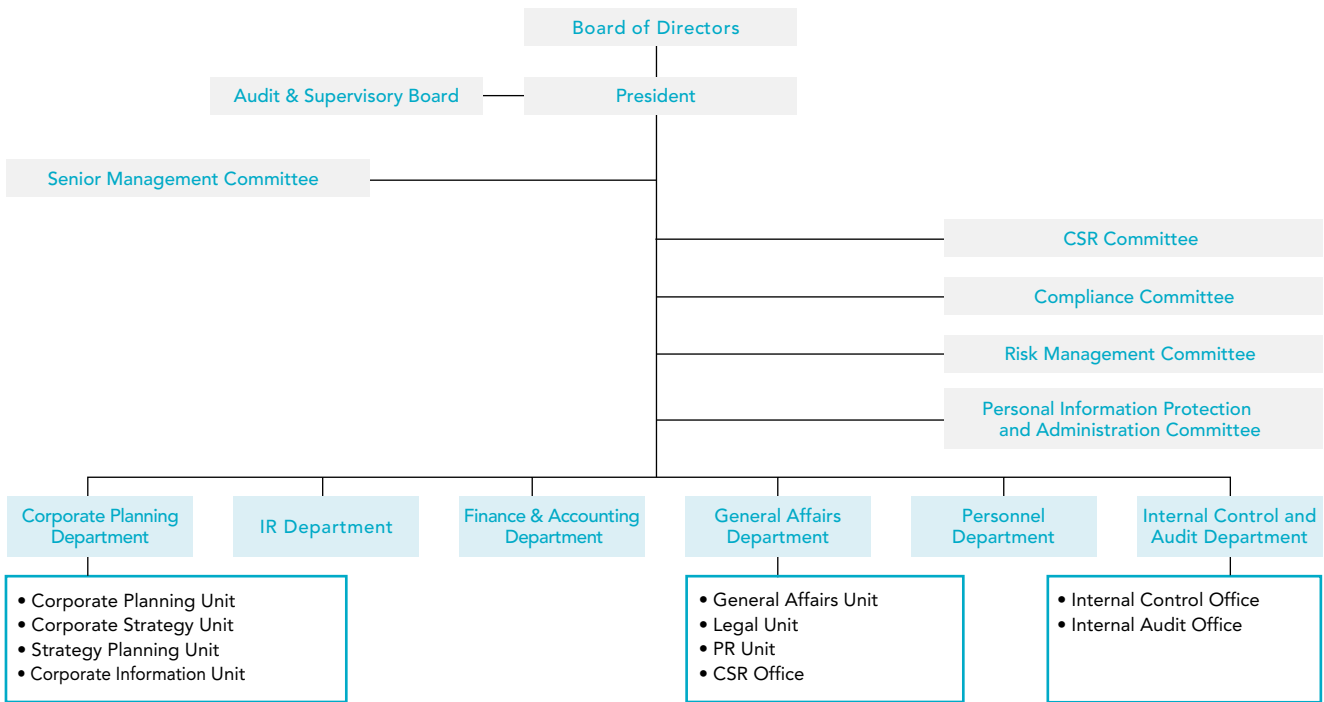 Board of Directors
Audit & Supervisory Board
President
Senior Management Committee
CSR Committee
Compliance Committee
Risk Management Committee
Personal Information Protection
and Administration Committee
Corporate Planning
Department
IR Department
Finance & Accounting
Department
General Affairs
Department
Personnel
Department
Internal Control and
Audit Department
• Corporate Planning Unit
• Corporate Strategy Unit
• Strategy Planning Unit
• Corporate Information Unit
• General Affairs Unit
• Legal Unit
• PR Unit
• CSR Office
• Internal Control Office
• Internal Audit Office